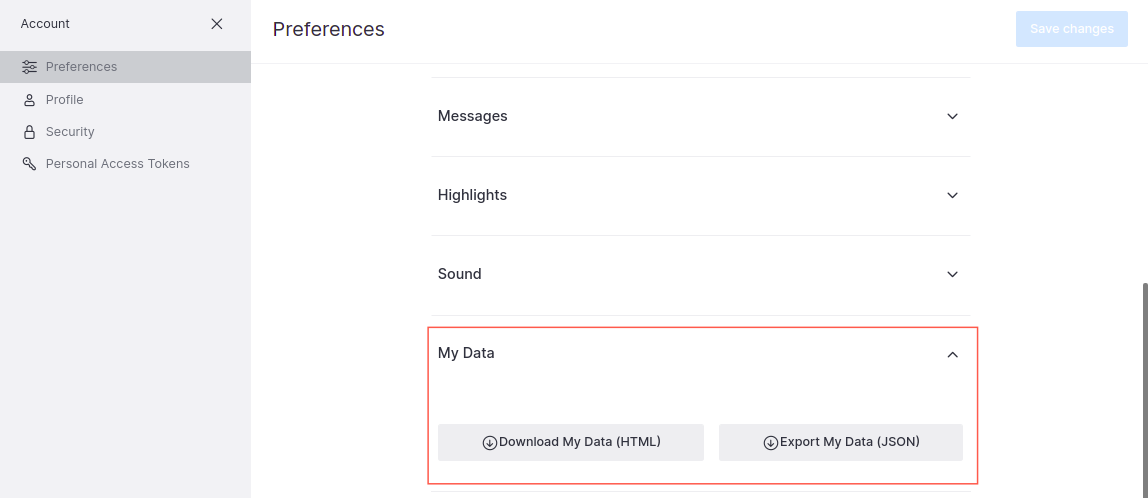 Account
Preferences
Profile
Security
Personal Access Tokens
Preferences
Save changes
Messages
Highlights
Sound
My Data
Download My Data (HTML)
Export My Data (JSON)